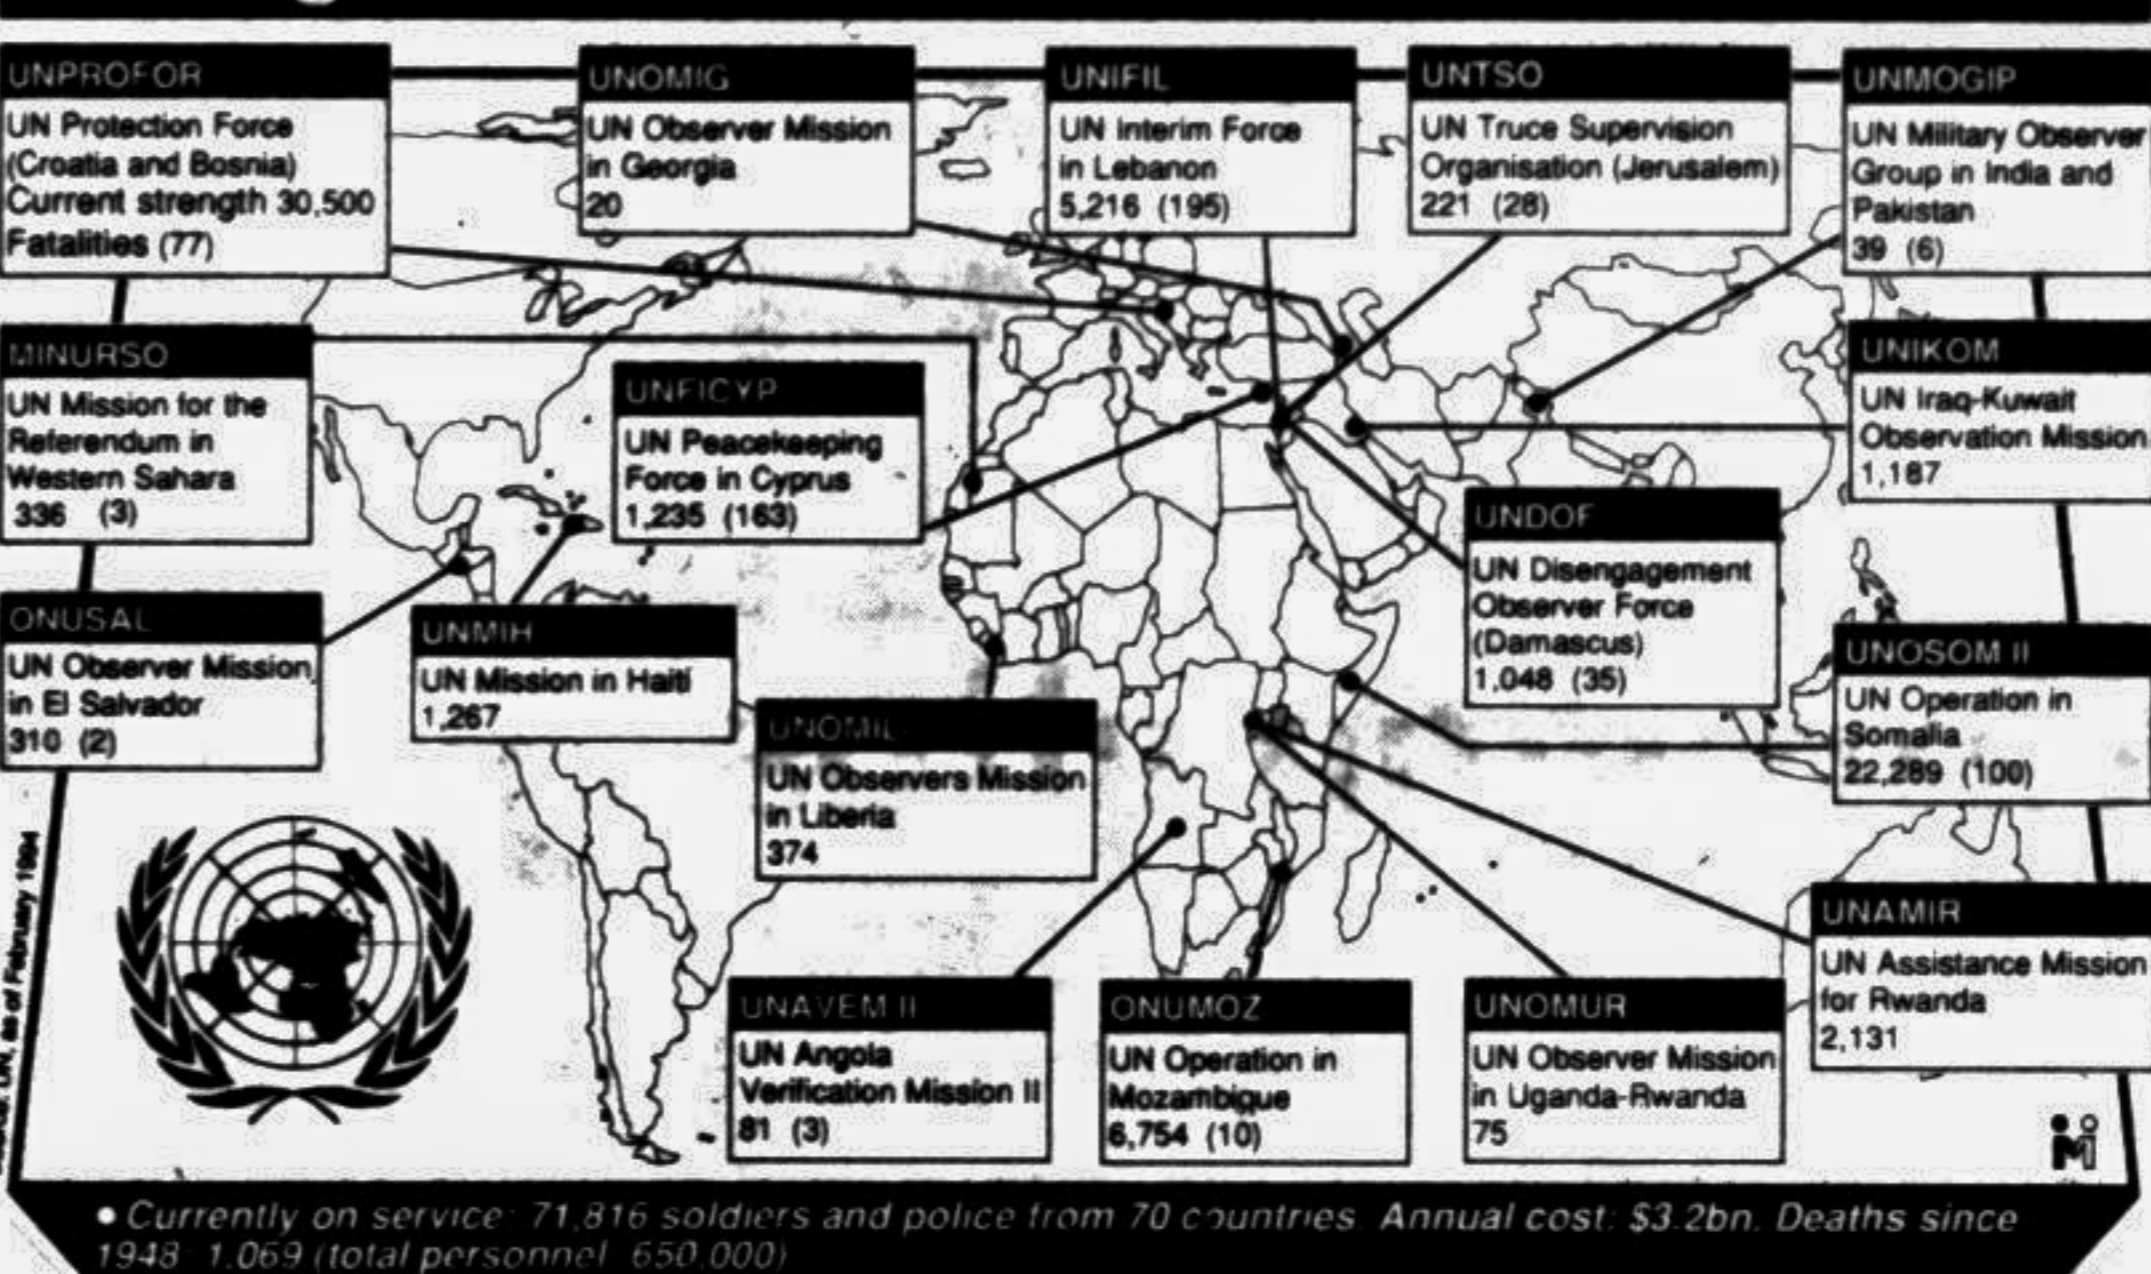 UNPROFOR
UN Protection Force
(Croatia and Bosnia)
Current strength 30,500
Fatalities (77)
UNOMIG
UN Observer Mission
in Georgia
20
UNIFIL
UN Interim Force
in Lebanon
5,216 (195)
UNTSO
UN Truce Supervision
Organisation (Jerusalem)
221 (28)
UNMOGIP
UN Military Observer
Group in India and
Pakistan
39 (6)
MINURSO
UN Mission for the
Referendum in
Western Sahara
336 (3)
UNFICYP
UN Peacekeeping
Force in Cyprus
1,235 (163)
UNIKOM
UN Iraq-Kuwait
Observation Mission
1,187
UNDOF
UN Disengagement
Observer Force
(Damascus)
1,048 (35)
ONUSAL
UN Observer Mission
in El Salvador
310 (2)
UNMIH
UN Mission in Haiti
1,267
UNOMIL
UN Observers Mission
in Liberia
374
UNOSOM II
UN Operation in
Somalia
22,289 (100)
UNAMIR
UN Assistance Mission
for Rwanda
2,131
UNAVEM II
UN Angola
Verification Mission II
81 (3)
ONUMOZ
UN Operation in
Mozambique
6,754 (10)
UNOMUR
UN Observer Mission
in Uganda-Rwanda
75
UN, as of February 1994
• Currently on service: 71,816 soldiers and police from 70 countries. Annual cost: $3.2bn. Deaths since
1948: 1,069 (total personnel 650,000)